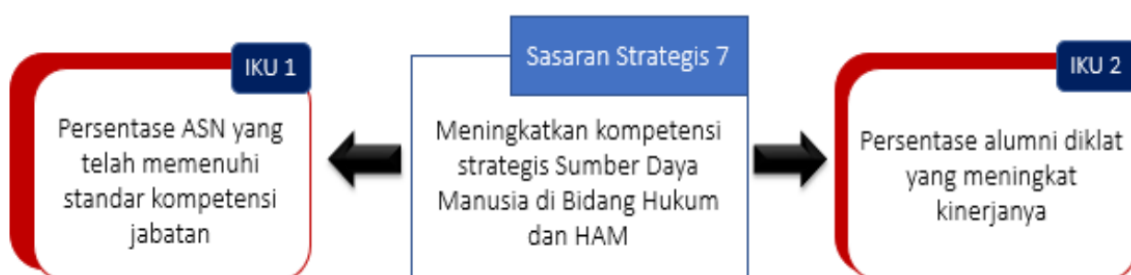 IKU 1
Persentase ASN yang
telah memenuhi
standar kompetensi
jabatan
Sasaran Strategis 7
Meningkatkan kompetensi
strategis Sumber Daya
Manusia di Bidang Hukum
dan HAM
IKU 2
Persentase alumni diklat
yang meningkat
kinerjanya